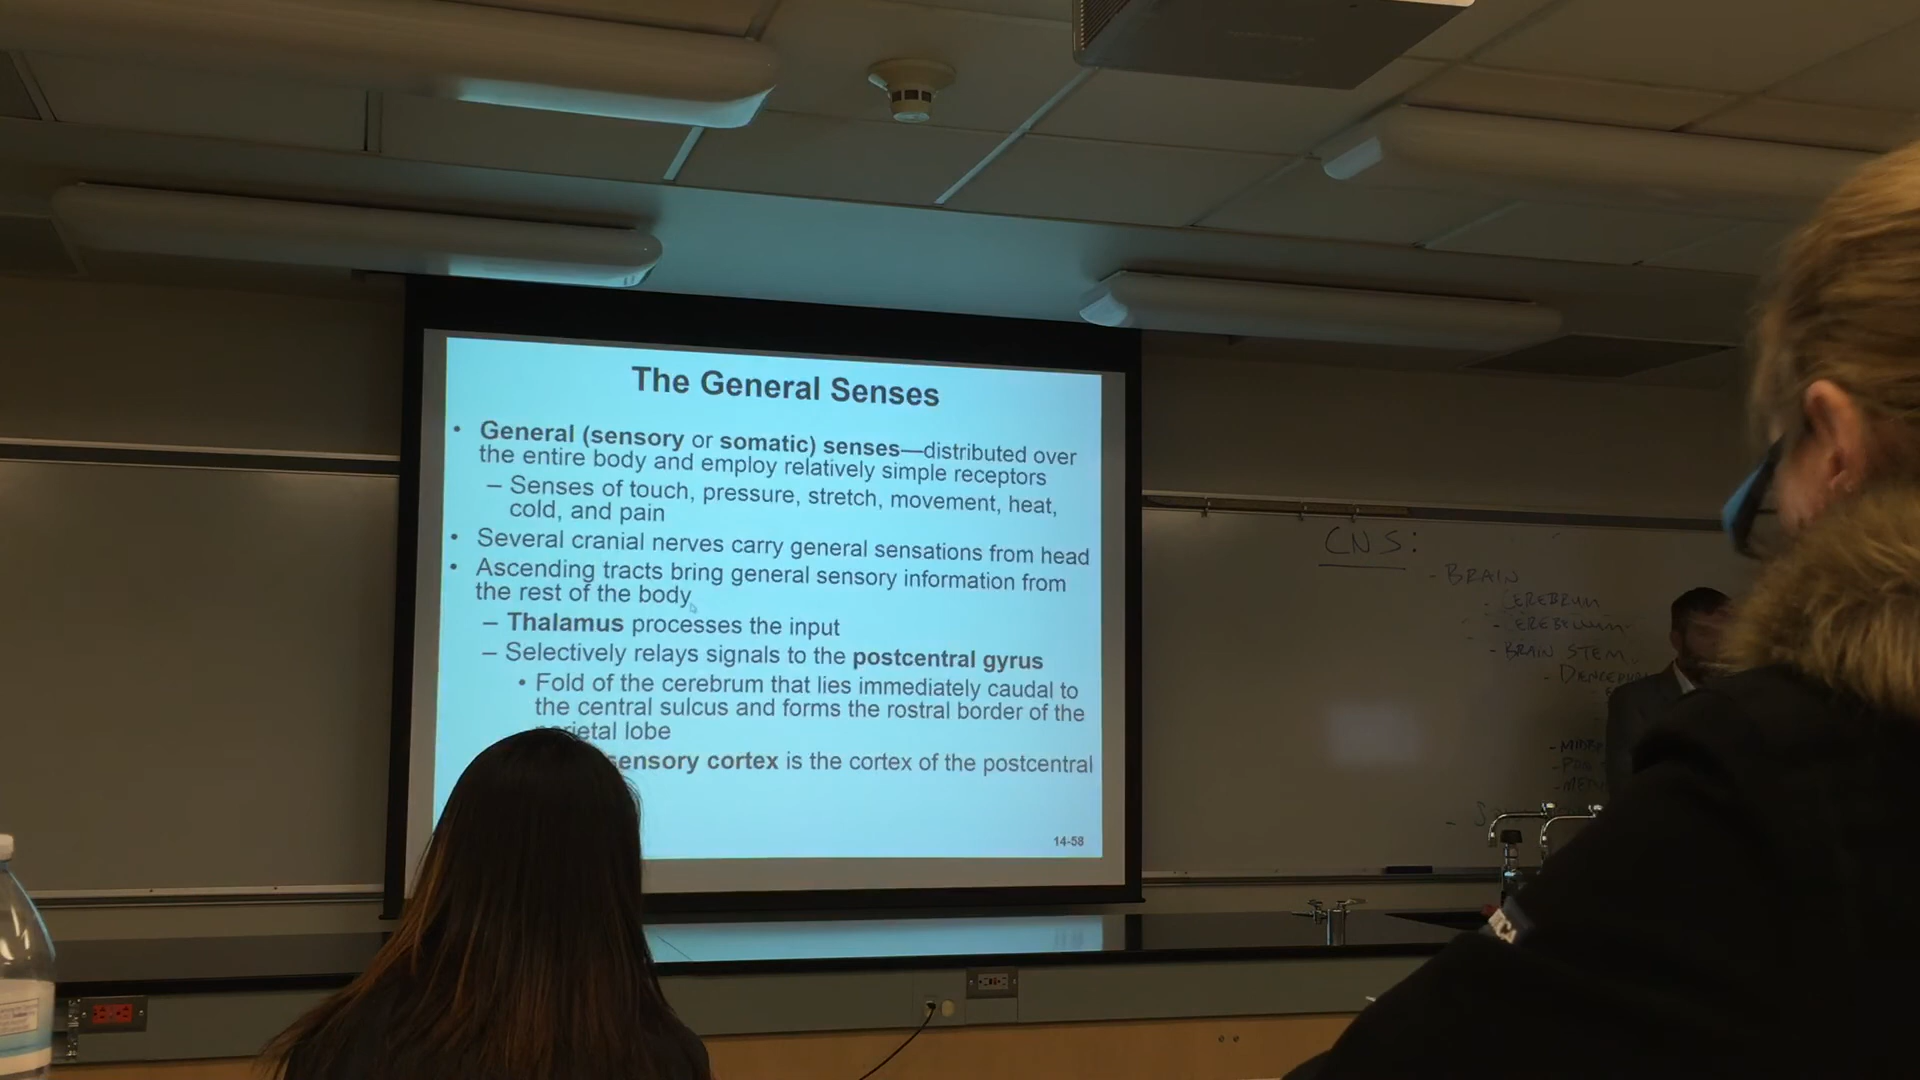 The General Senses
• General (sensory or somatic) senses—distributed over
the entire body and employ relatively simple receptors
– Senses of touch, pressure, stretch, movement, heat,
cold, and pain
• Several cranial nerves carry general sensations from head
• Ascending tracts bring general sensory information from
the rest of the body
– Thalamus processes the input
– Selectively relays signals to the postcentral gyrus
• Fold of the cerebrum that lies immediately caudal to
the central sulcus and forms the rostral border of the
lobe
cortex is the cortex of the postcentral
14-58
CNS:
- BRAIN
- CEREBRUM
- CEREBELLUM
- BRAIN STEM